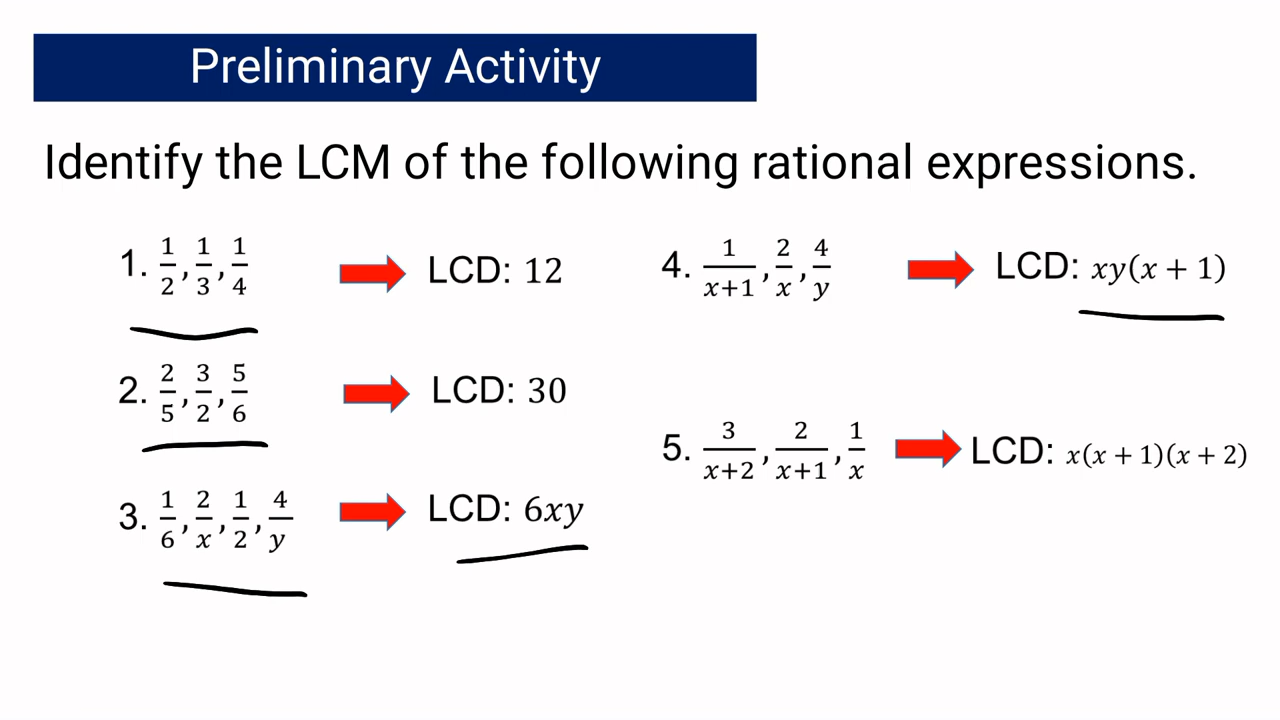 Preliminary Activity
Identify the LCM of the following rational expressions.
1. 1/2, 1/3, 1/4 LCD: 12
2. 2/5, 3/2, 5/6 LCD: 30
3. 1/6, 2/x, 1/2, 4/y LCD: 6xy
4. 1/(x+1), 2/x, 4/y LCD: xy(x + 1)
5. 3/(x+2), 2/(x+1), 1/x LCD: x(x + 1)(x + 2)